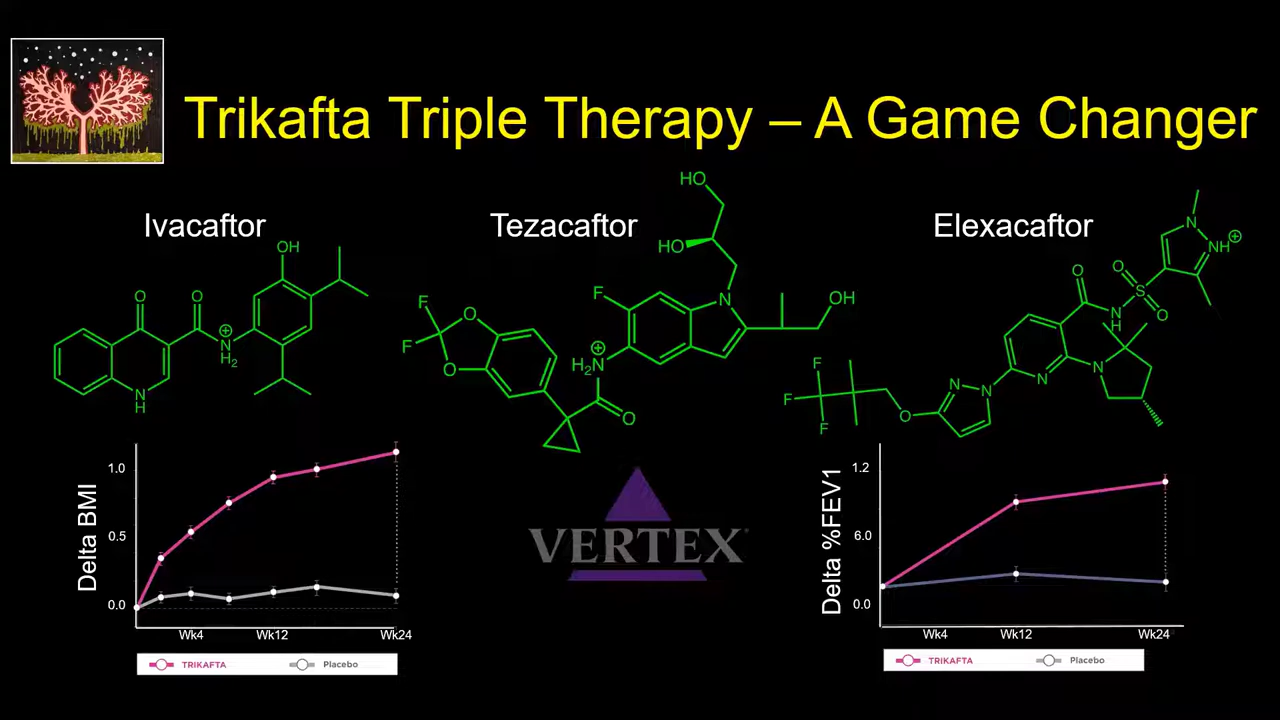 Trikafta Triple Therapy – A Game Changer
Ivacaftor
Tezacaftor
Elexacaftor
OH
O
O
N
H2
N
H
HO
HO
F
N
OH
F
F
O
O
H2N
O
N
NH
O
O
S
O
N
H
N
N
F
F
F
O
N
N
Delta BMI
1.0
0.5
0.0
Wk4
Wk12
Wk24
TRIKAFTA
Placebo
VERTEX
Delta %FEV1
1.2
6.0
0.0
Wk4
Wk12
Wk24
TRIKAFTA
Placebo